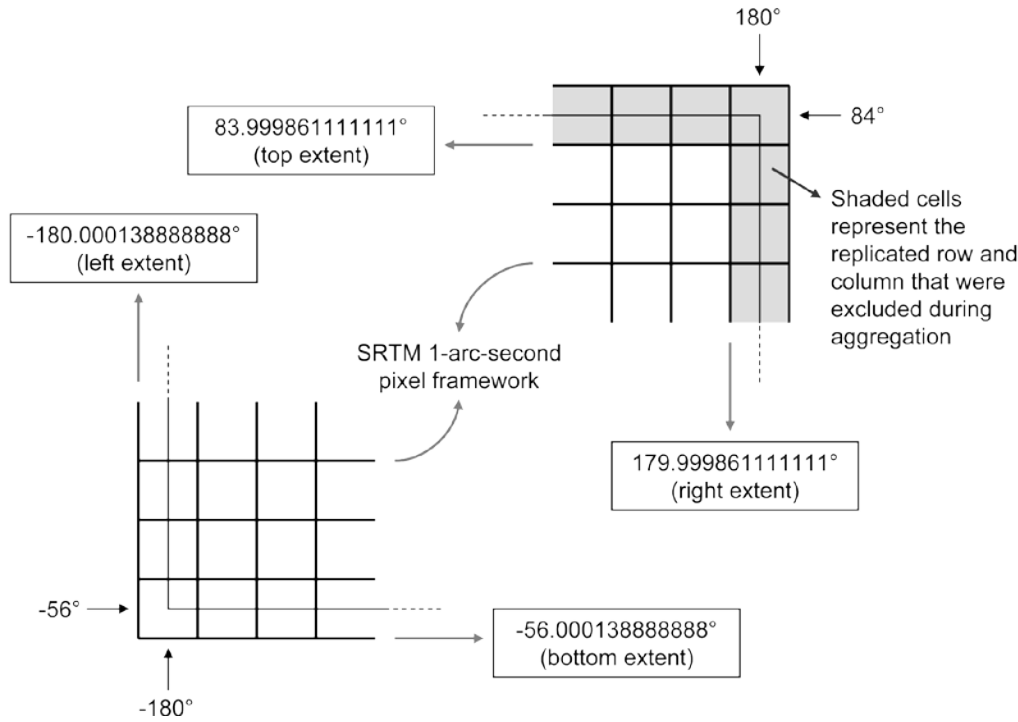 180°
83.999861111111°
(top extent)
84°
Shaded cells
represent the
replicated row and
column that were
excluded during
aggregation
-180.000138888888°
(left extent)
SRTM 1-arc-second
pixel framework
179.999861111111°
(right extent)
-56°
-56.000138888888°
(bottom extent)
-180°